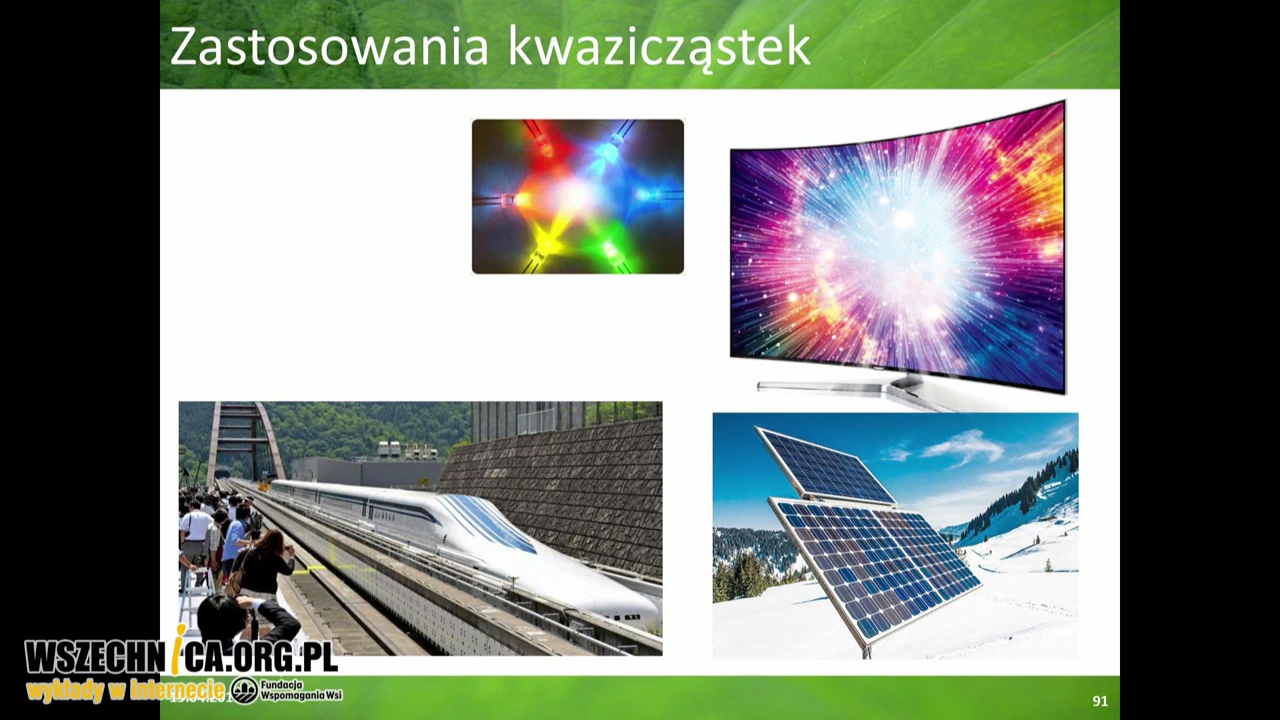 Zastosowania kwazicząstek
WSZECHNiCA.ORG.PL
wykłady w internecie
Fundacja
Wspomagania Wsi
91